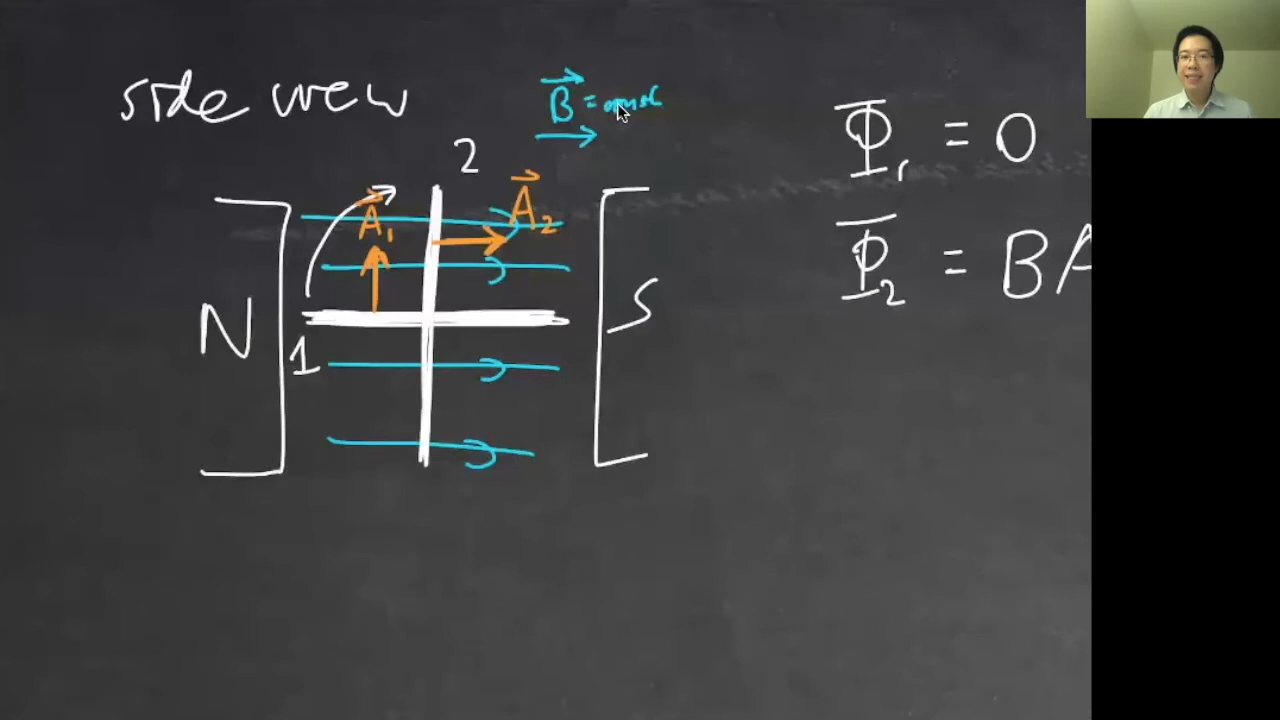 side view
B = const
2
A₂
A₁
N
S
1
Φ₁ = 0
Φ₂ = BA